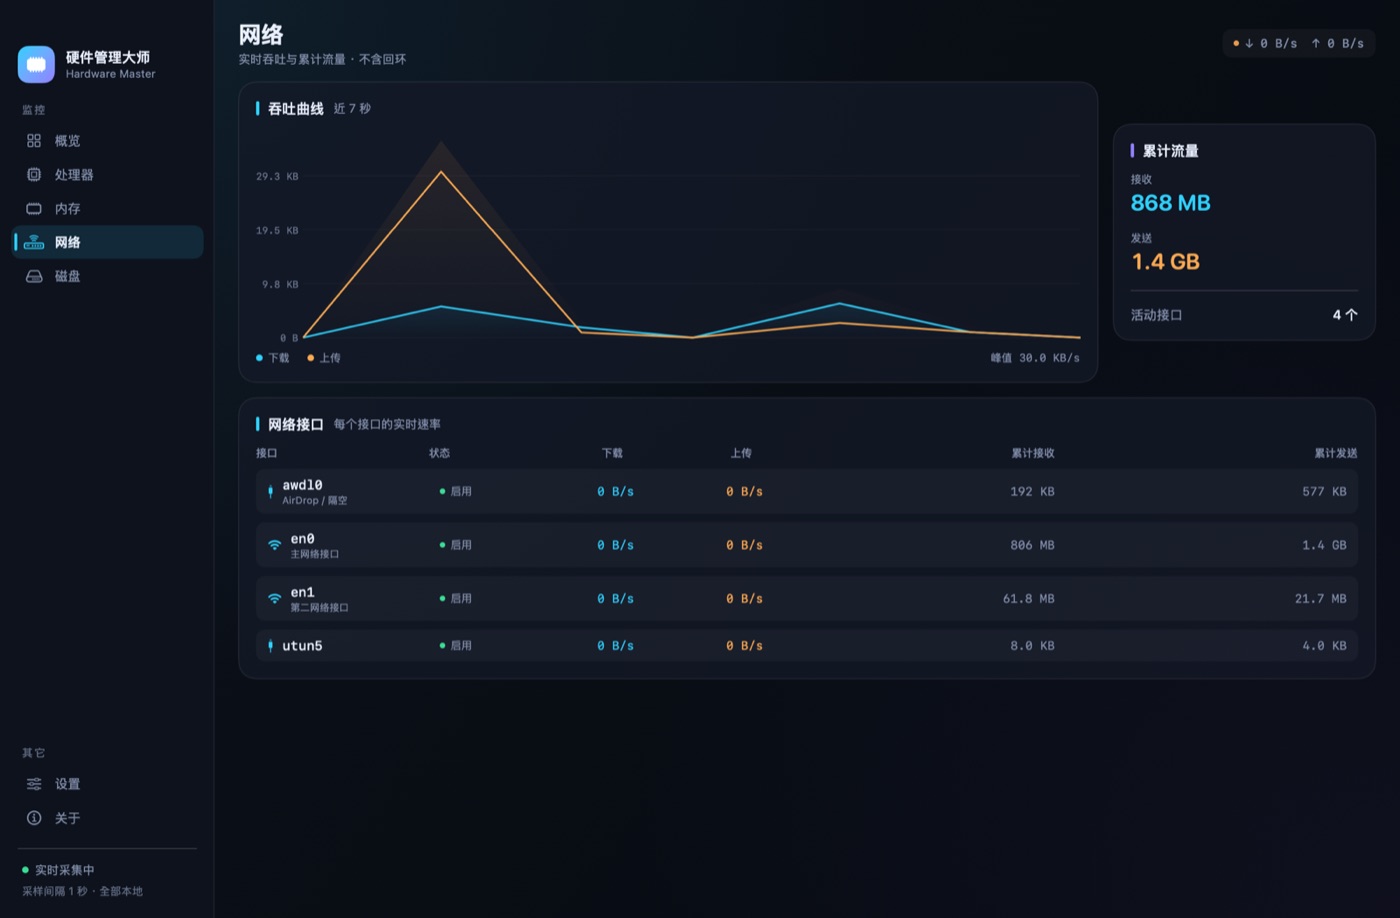 硬件管理大师
Hardware Master
监控
概览
处理器
内存
网络
磁盘
其它
设置
关于
实时采集中
采样间隔 1 秒 · 全部本地
网络
实时吞吐与累计流量 · 不含回环
↓ 0 B/s ↑ 0 B/s
吞吐曲线 近 7 秒
29.3 KB
19.5 KB
9.8 KB
0 B
下载 上传 峰值 30.0 KB/s
累计流量
接收
868 MB
发送
1.4 GB
活动接口 4 个
网络接口 每个接口的实时速率
接口 状态 下载 上传 累计接收 累计发送
awdl0
AirDrop / 隔空
启用 0 B/s 0 B/s 192 KB 577 KB
en0
主网络接口
启用 0 B/s 0 B/s 806 MB 1.4 GB
en1
第二网络接口
启用 0 B/s 0 B/s 61.8 MB 21.7 MB
utun5 启用 0 B/s 0 B/s 8.0 KB 4.0 KB